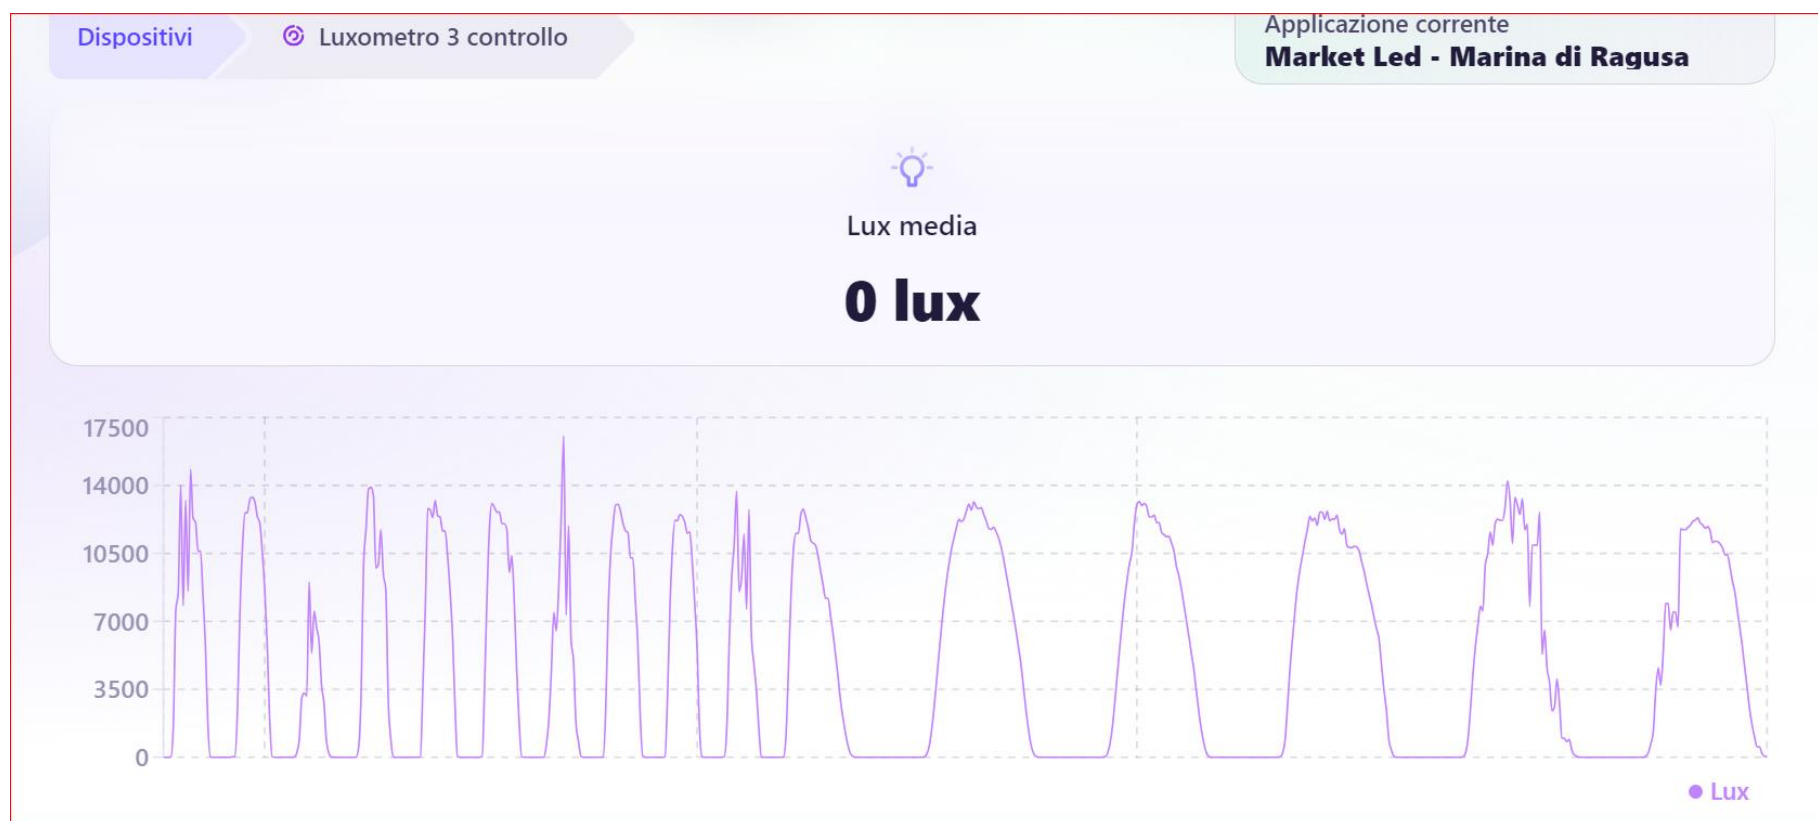 Dispositivi
Luxometro 3 controllo
Applicazione corrente
Market Led - Marina di Ragusa
Lux media
0 lux
17500
14000
10500
7000
3500
0
Lux